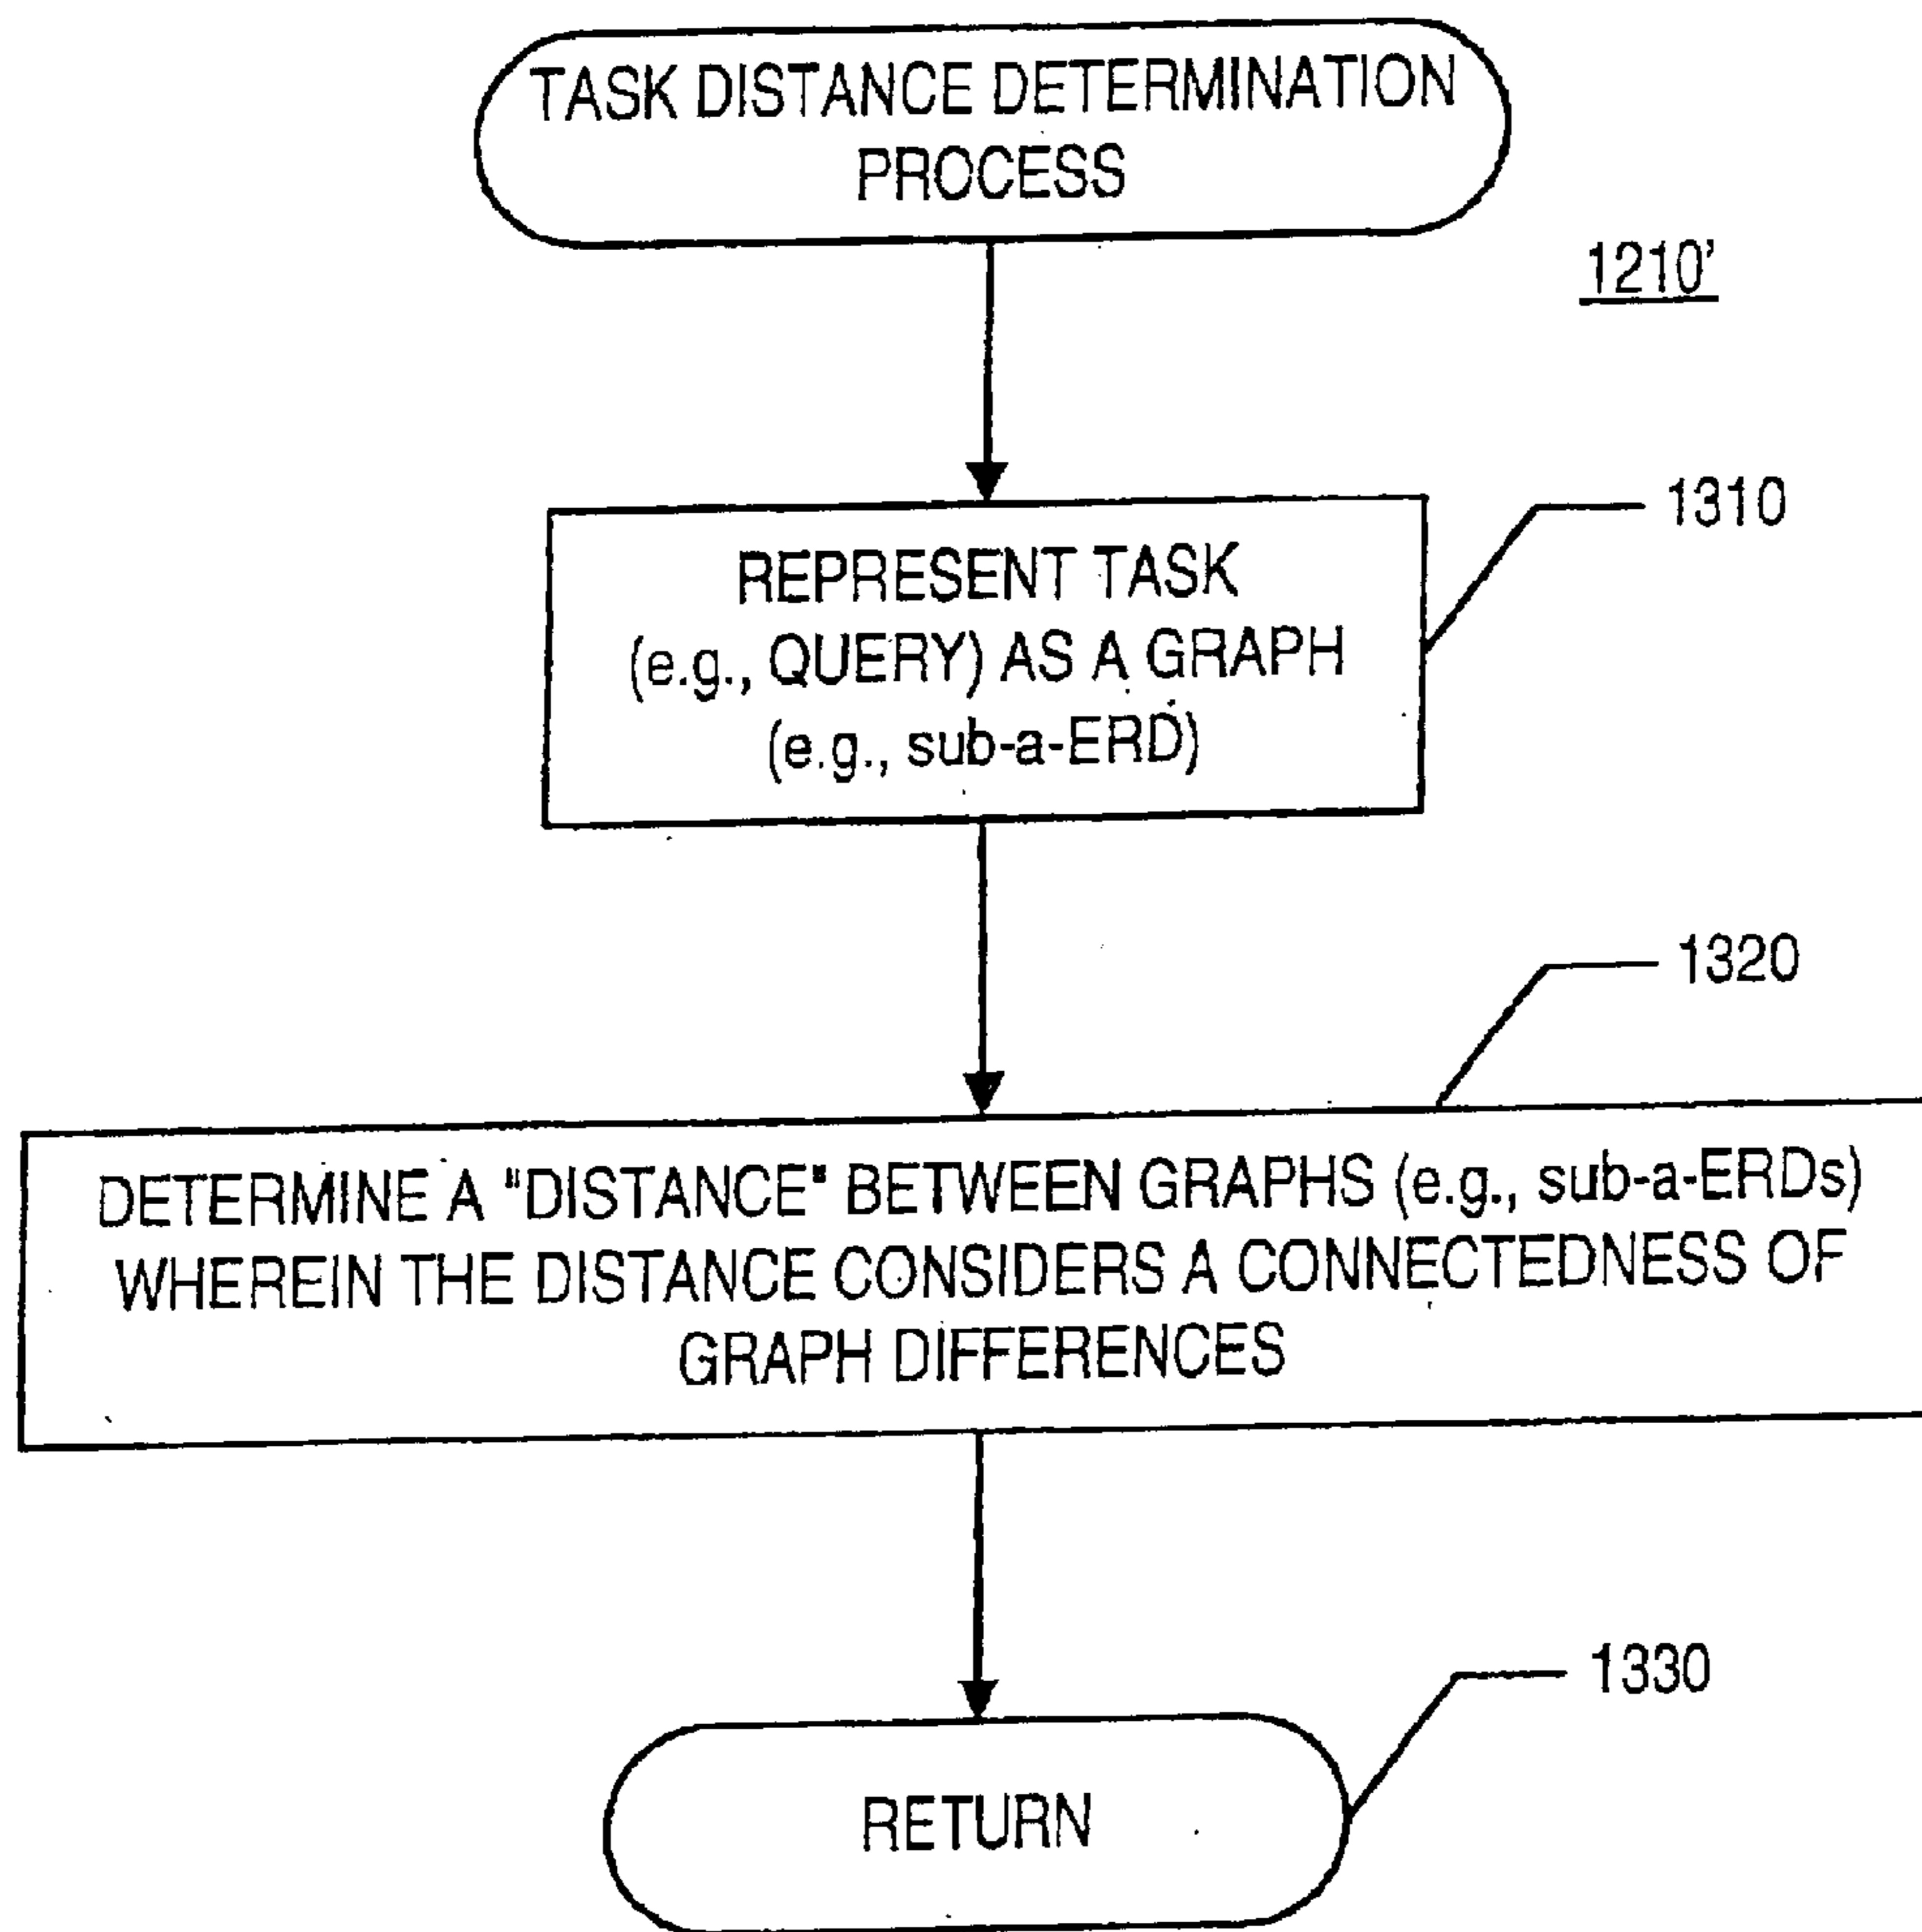 TASK DISTANCE DETERMINATION
PROCESS
1210'
1310
REPRESENT TASK
(e.g., QUERY) AS A GRAPH
(e.g., sub-a-ERD)
1320
DETERMINE A "DISTANCE" BETWEEN GRAPHS (e.g., sub-a-ERDs)
WHEREIN THE DISTANCE CONSIDERS A CONNECTEDNESS OF
GRAPH DIFFERENCES
1330
RETURN